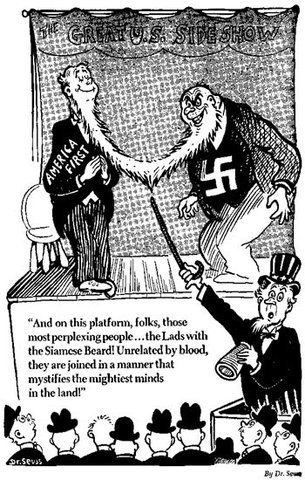 THE GREAT U.S. SIDESHOW
AMERICA
FIRST
"And on this platform, folks, those
most perplexing people...the Lads with
the Siamese Beard! Unrelated by blood,
they are joined in a manner that
mystifies the mightiest minds
in the land!"
Dr. Seuss
By Dr. Seuss